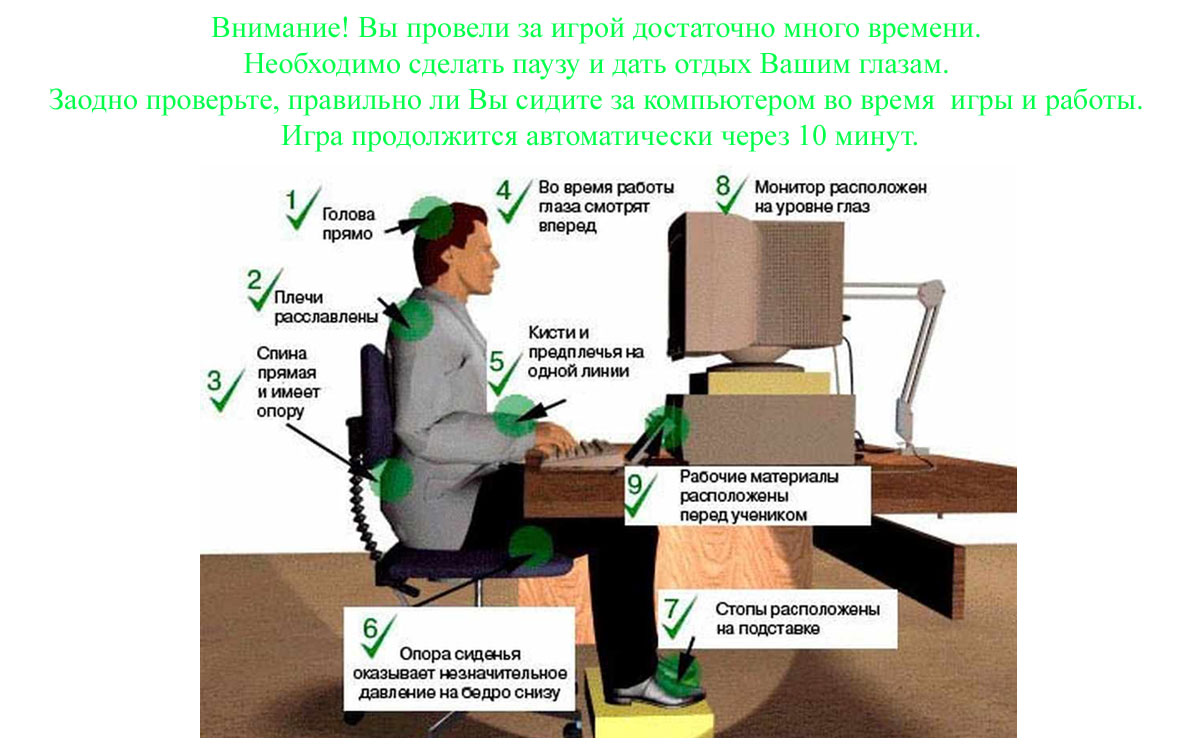 Внимание! Вы провели за игрой достаточно много времени.
Необходимо сделать паузу и дать отдых Вашим глазам.
Заодно проверьте, правильно ли Вы сидите за компьютером во время  игры и работы.
Игра продолжится автоматически через 10 минут.
1
Голова
прямо
2
Плечи
расславлены
3
Спина
прямая
и имеет
опору
4
Во время работы
глаза смотрят
вперед
5
Кисти и
предплечья на
одной линии
6
Опора сиденья
оказывает незначительное
давление на бедро снизу
7
Стопы расположены
на подставке
8
Монитор расположен
на уровне глаз
9
Рабочие материалы
расположены
перед учеником